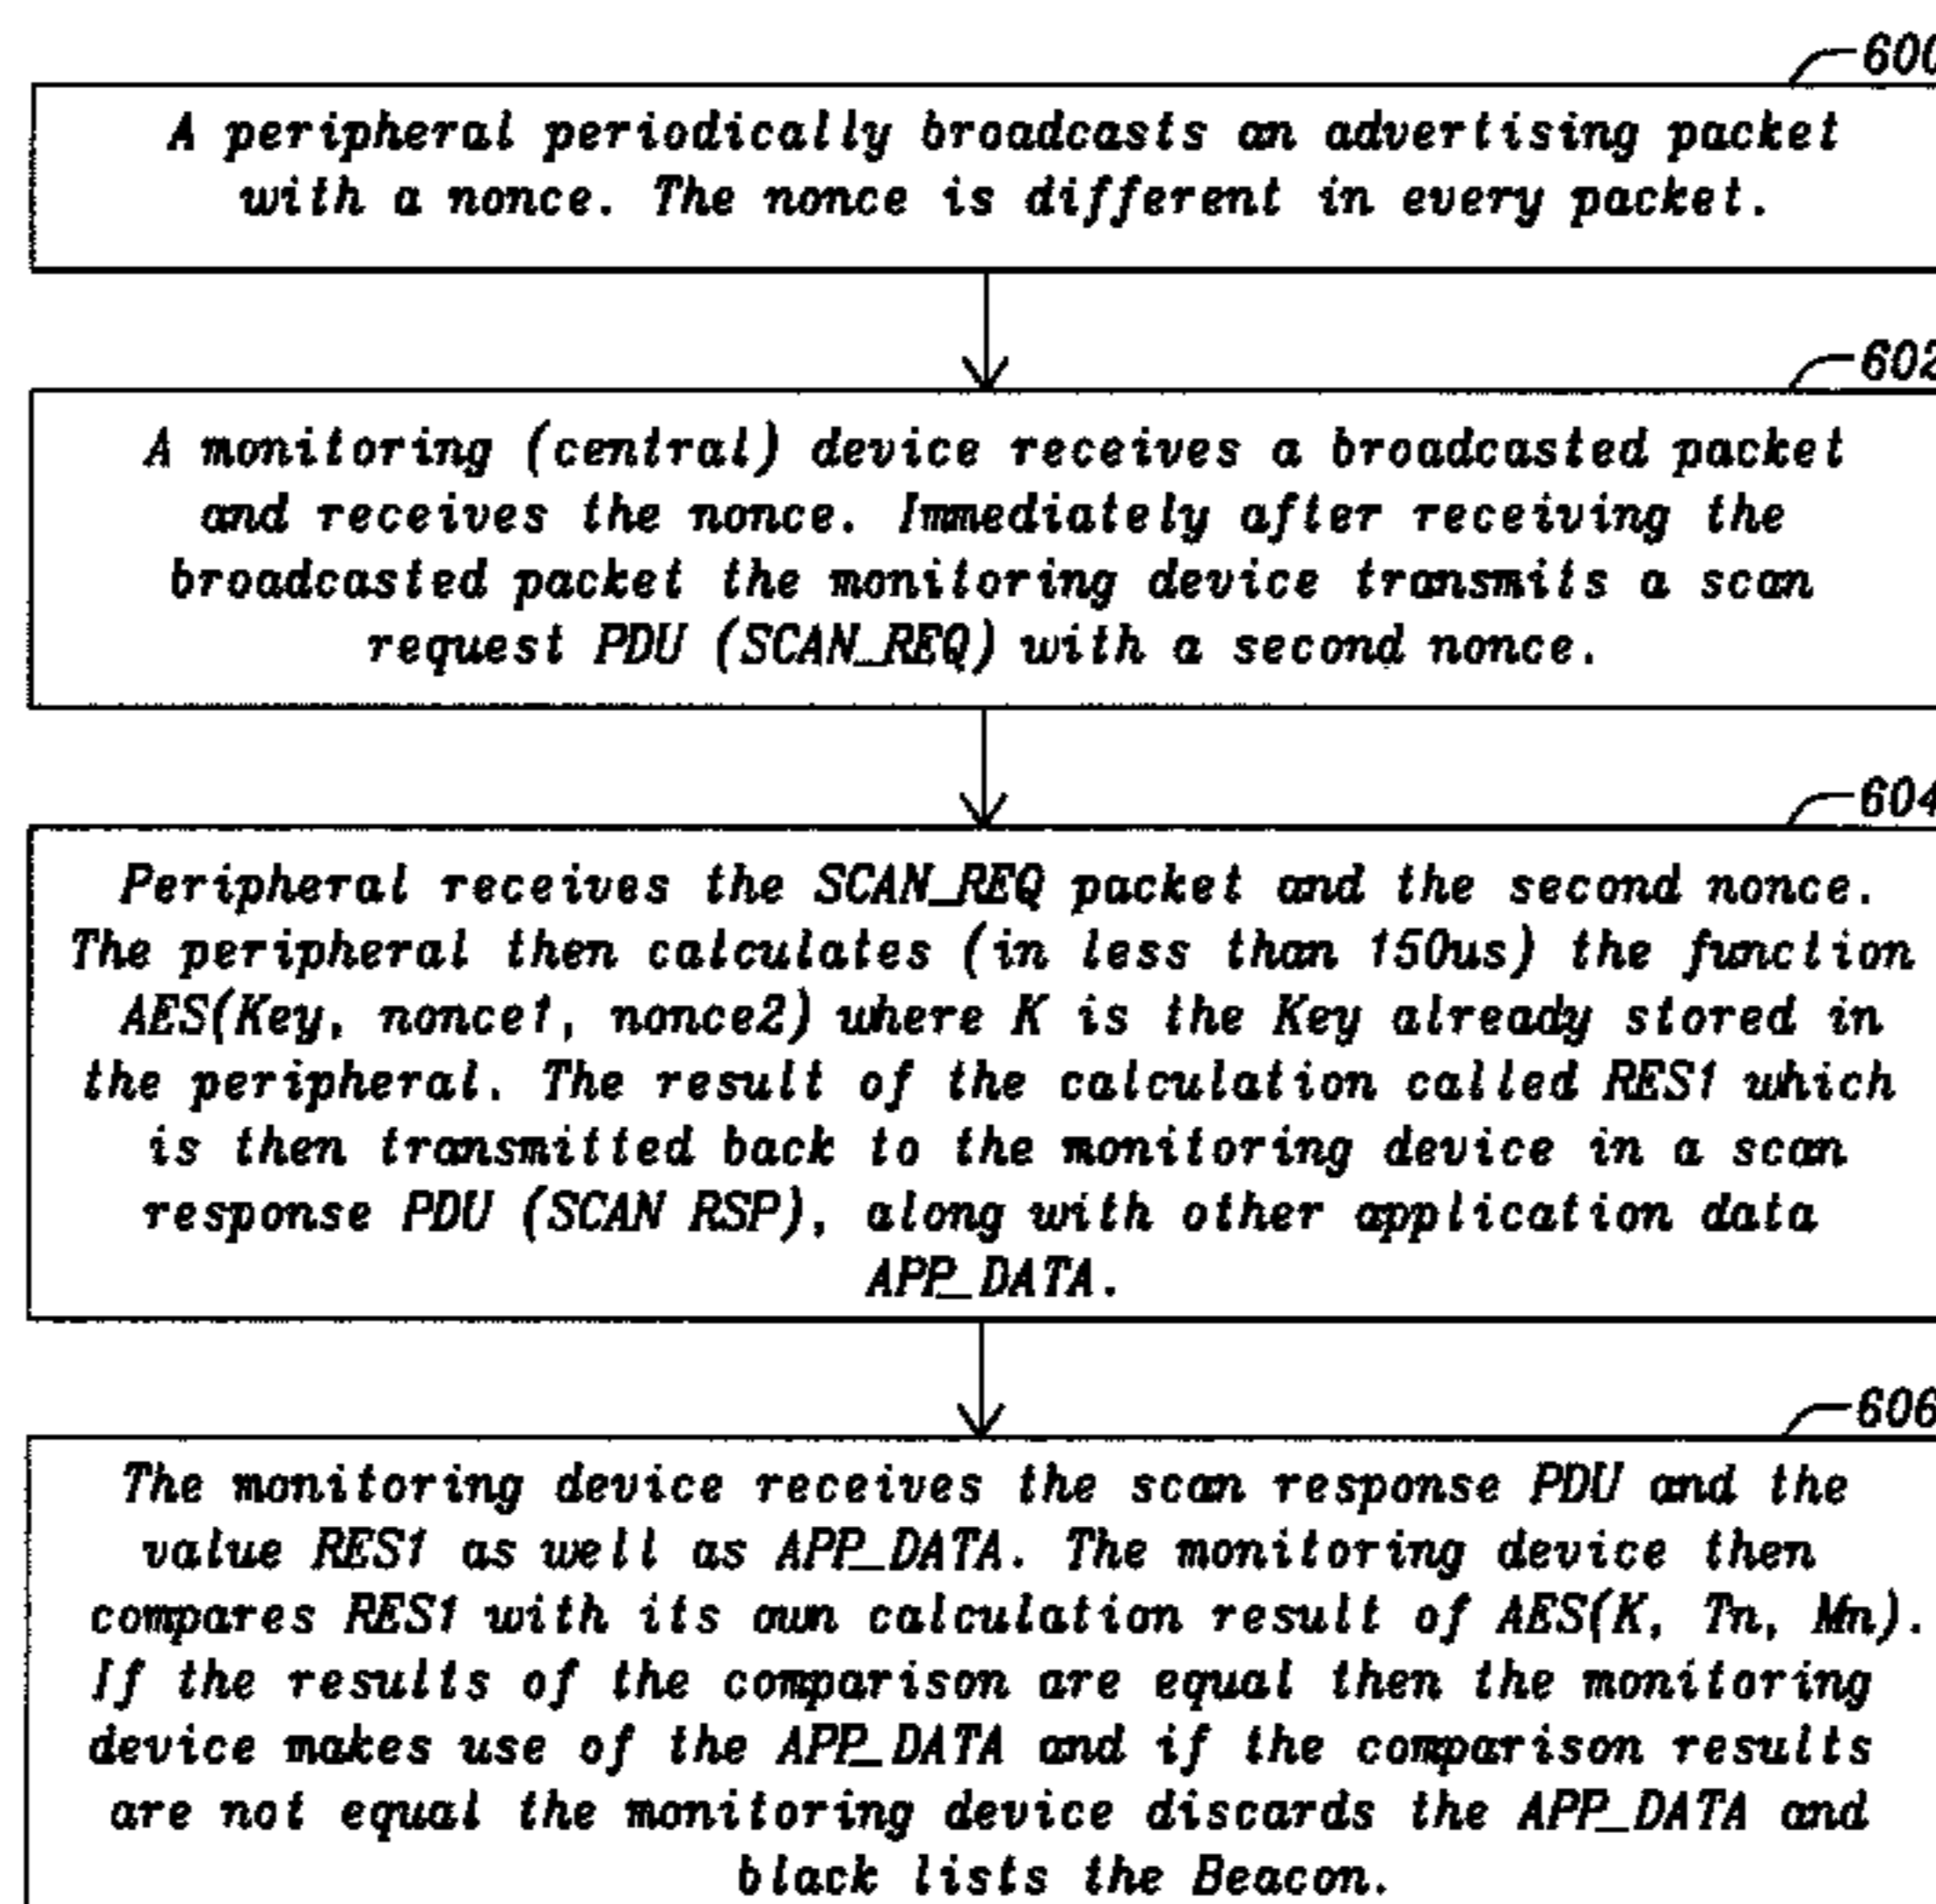 600
A peripheral periodically broadcasts an advertising packet
with a nonce. The nonce is different in every packet.
602
A monitoring (central) device receives a broadcasted packet
and receives the nonce. Immediately after receiving the
broadcasted packet the monitoring device transmits a scan
request PDU (SCAN_REQ) with a second nonce.
604
Peripheral receives the SCAN_REQ packet and the second nonce.
The peripheral then calculates (in less than 150us) the function
AES(Key, nonce1, nonce2) where K is the Key already stored in
the peripheral. The result of the calculation called RES1 which
is then transmitted back to the monitoring device in a scan
response PDU (SCAN RSP), along with other application data
APP_DATA.
606
The monitoring device receives the scan response PDU and the
value RES1 as well as APP_DATA. The monitoring device then
compares RES1 with its own calculation result of AES(K, Tn, Mn).
If the results of the comparison are equal then the monitoring
device makes use of the APP_DATA and if the comparison results
are not equal the monitoring device discards the APP_DATA and
black lists the Beacon.